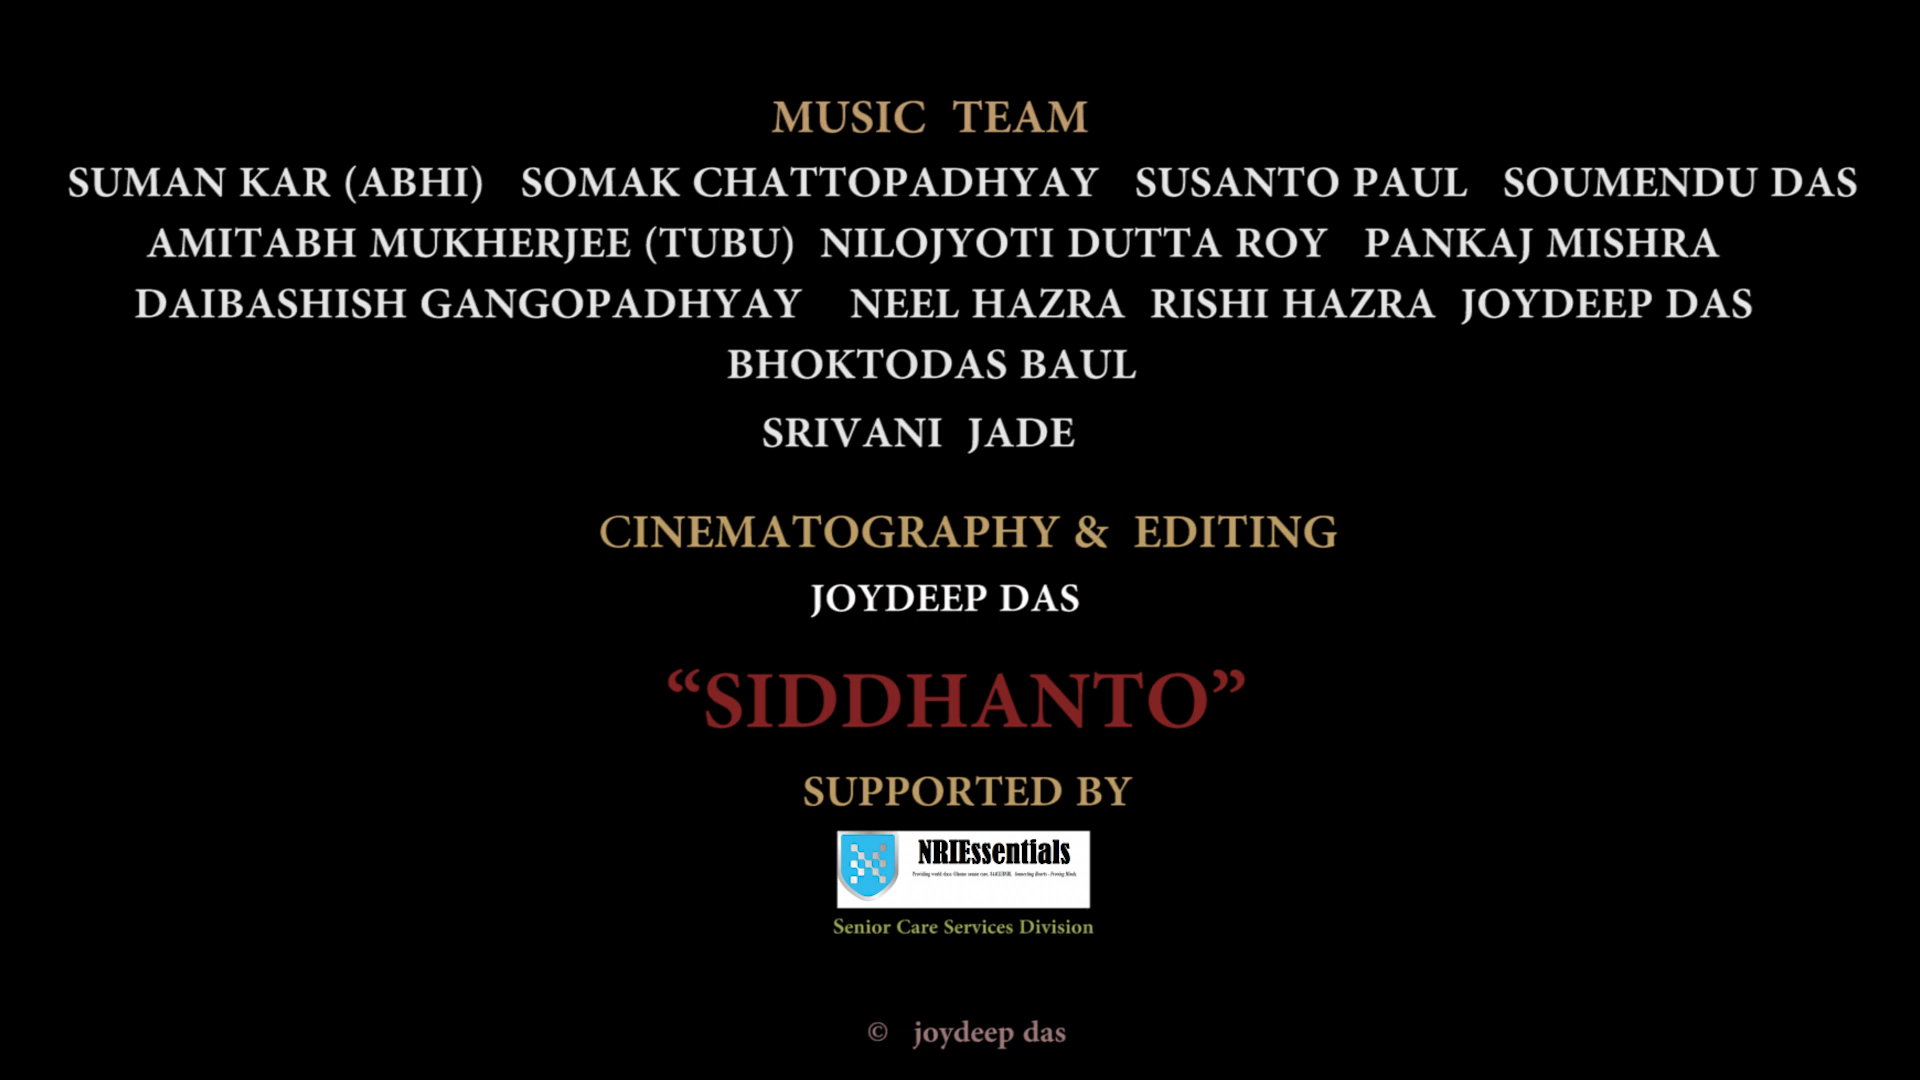 MUSIC TEAM
SUMAN KAR (ABHI) SOMAK CHATTOPADHYAY SUSANTO PAUL SOUMENDU DAS
AMITABH MUKHERJEE (TUBU) NILOJYOTI DUTTA ROY PANKAJ MISHRA
DAIBASHISH GANGOPADHYAY NEEL HAZRA RISHI HAZRA JOYDEEP DAS
BHOKTODAS BAUL
SRIVANI JADE
CINEMATOGRAPHY & EDITING
JOYDEEP DAS
“SIDDHANTO”
SUPPORTED BY
NRIEssentials
Senior Care Services Division
© joydeep das